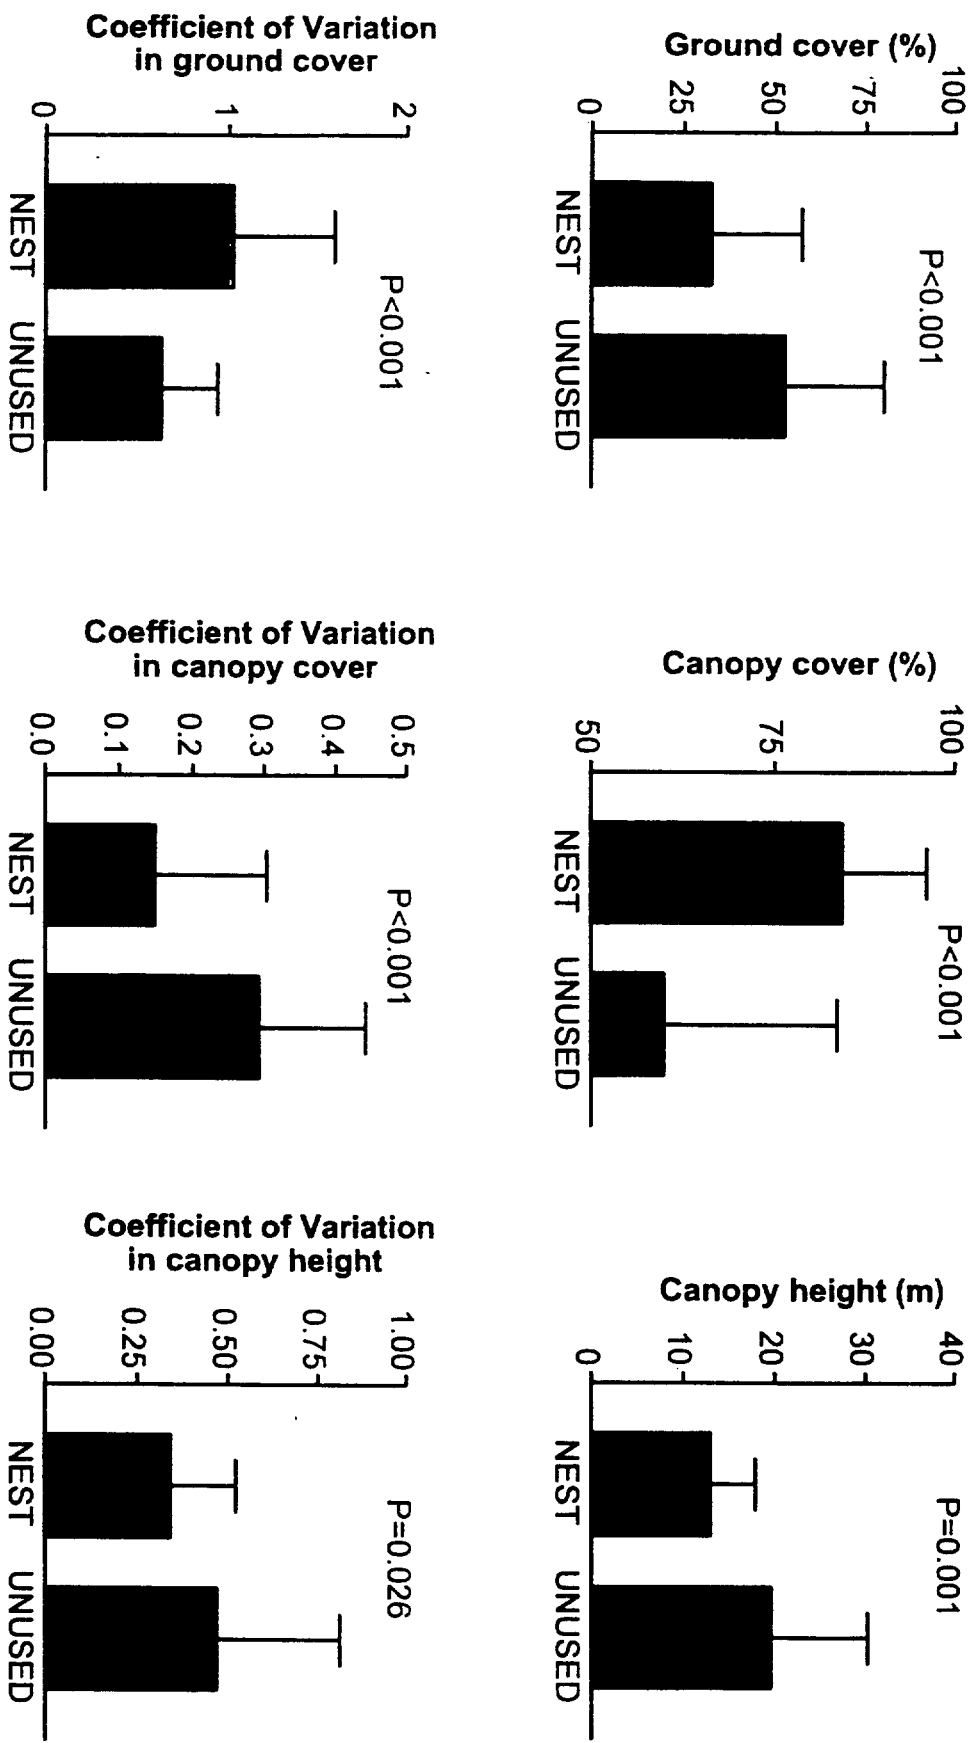 Ground cover (%)
100
75
50
25
0
P<0.001
NEST
UNUSED
Canopy cover (%)
100
75
50
P<0.001
NEST
UNUSED
Canopy height (m)
40
30
20
10
0
P=0.001
NEST
UNUSED
Coefficient of Variation
in ground cover
2
1
0
P<0.001
NEST
UNUSED
Coefficient of Variation
in canopy cover
0.5
0.4
0.3
0.2
0.1
0.0
P<0.001
NEST
UNUSED
Coefficient of Variation
in canopy height
1.00
0.75
0.50
0.25
0.00
P=0.026
NEST
UNUSED